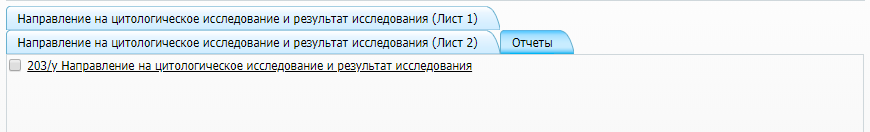 Направление на цитологическое исследование и результат исследования (Лист 1)
Направление на цитологическое исследование и результат исследования (Лист 2) Отчеты
203/у Направление на цитологическое исследование и результат исследования